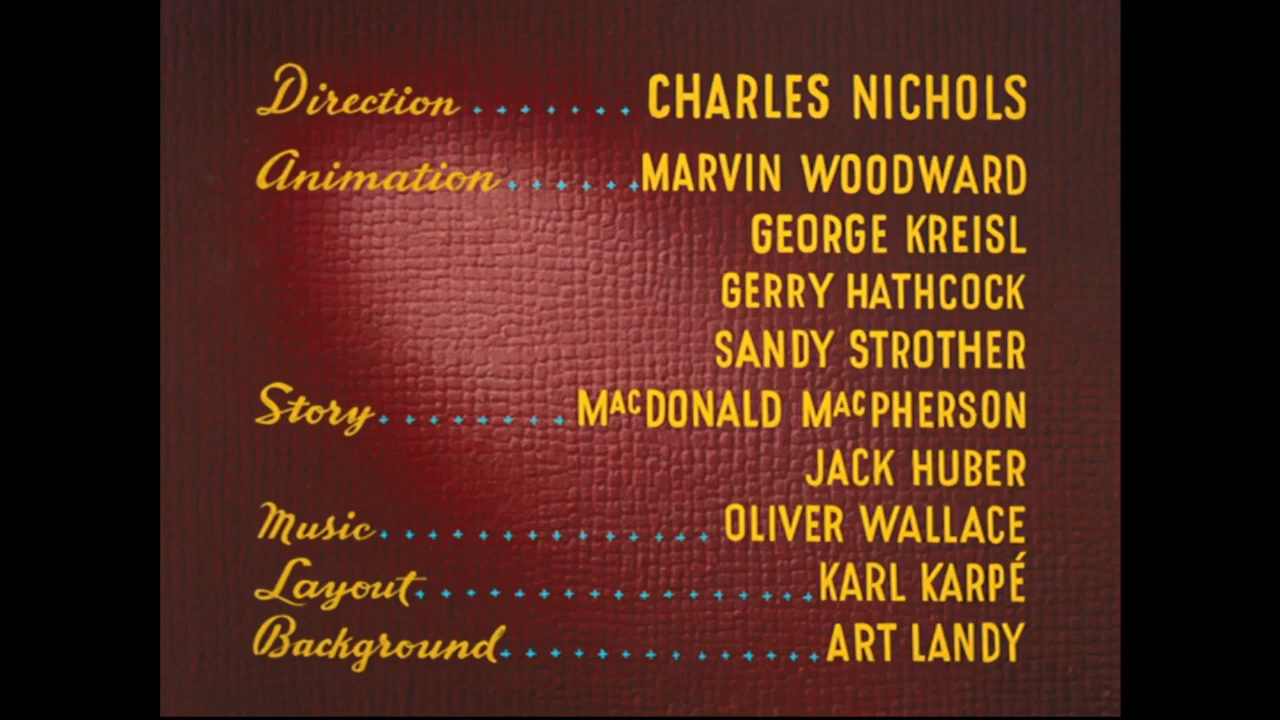 Direction . . . . . . . CHARLES NICHOLS
Animation . . . . . . MARVIN WOODWARD
GEORGE KREISL
GERRY HATHCOCK
SANDY STROTHER
Story . . . . . . . . MACDONALD MACPHERSON
JACK HUBER
Music . . . . . . . . . . . . . . OLIVER WALLACE
Layout . . . . . . . . . . . . . . . . KARL KARPÉ
Background . . . . . . . . . . . . ART LANDY